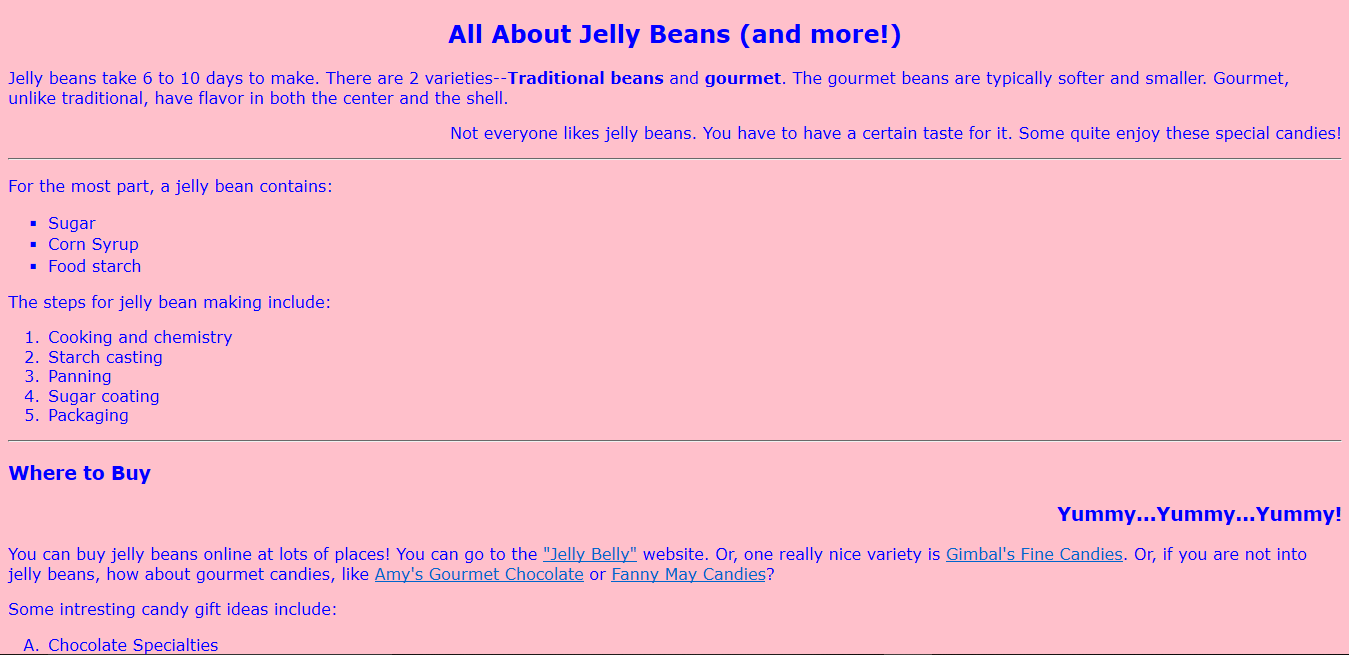 All About Jelly Beans (and more!)
Jelly beans take 6 to 10 days to make. There are 2 varieties--Traditional beans and gourmet. The gourmet beans are typically softer and smaller. Gourmet,
unlike traditional, have flavor in both the center and the shell.
Not everyone likes jelly beans. You have to have a certain taste for it. Some quite enjoy these special candies!
For the most part, a jelly bean contains:
▪ Sugar
▪ Corn Syrup
▪ Food starch
The steps for jelly bean making include:
1. Cooking and chemistry
2. Starch casting
3. Panning
4. Sugar coating
5. Packaging
Where to Buy
Yummy...Yummy...Yummy!
You can buy jelly beans online at lots of places! You can go to the "Jelly Belly" website. Or, one really nice variety is Gimbal's Fine Candies. Or, if you are not into
jelly beans, how about gourmet candies, like Amy's Gourmet Chocolate or Fanny May Candies?
Some intresting candy gift ideas include:
A. Chocolate Specialties